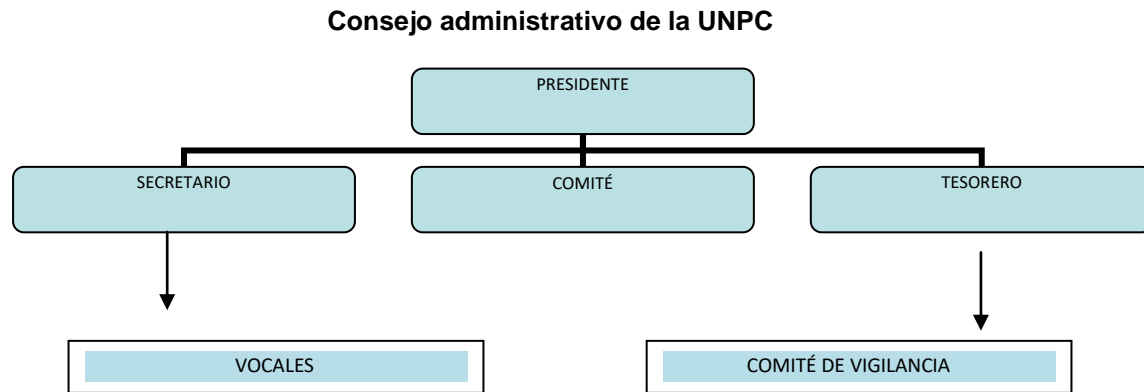 Consejo administrativo de la UNPC
PRESIDENTE
SECRETARIO
COMITÉ
TESORERO
VOCALES
COMITÉ DE VIGILANCIA